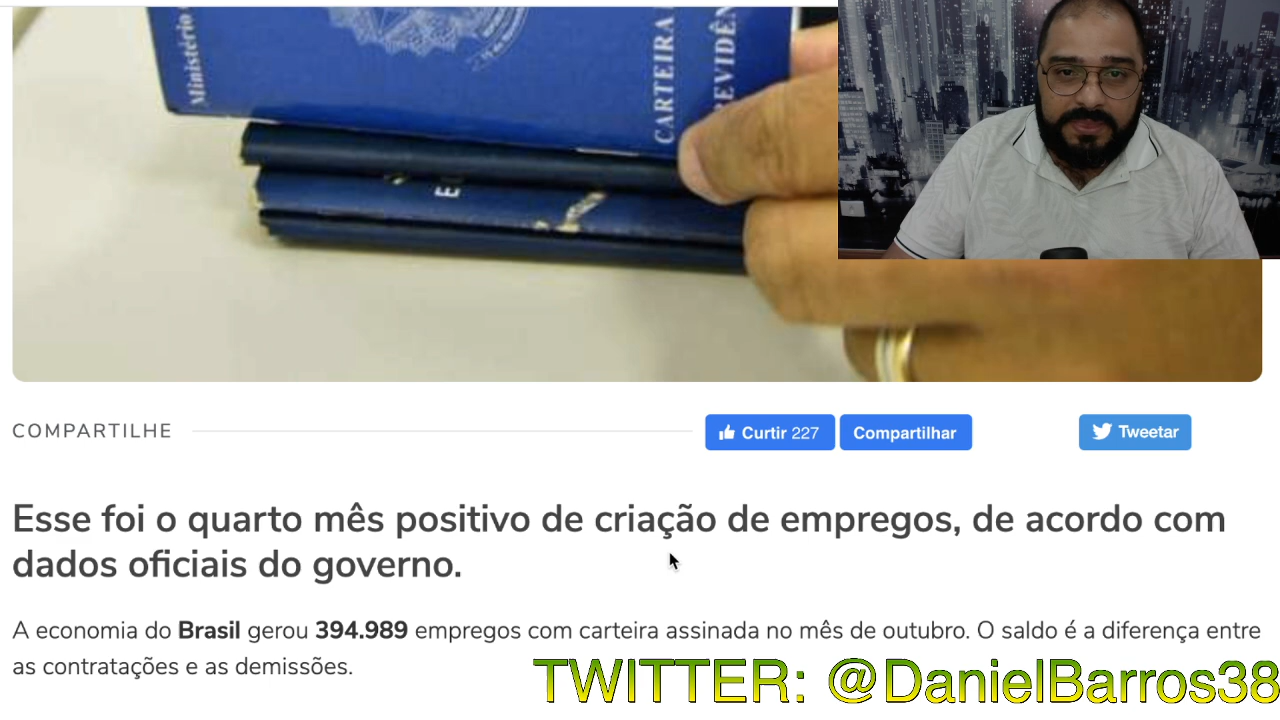 Ministério
CARTEIRA
REVIDÊN
COMPARTILHE
Curtir 227
Compartilhar
Tweetar
Esse foi o quarto mês positivo de criação de empregos, de acordo com
dados oficiais do governo.
A economia do Brasil gerou 394.989 empregos com carteira assinada no mês de outubro. O saldo é a diferença entre
as contratações e as demissões.
TWITTER: @DanielBarros38